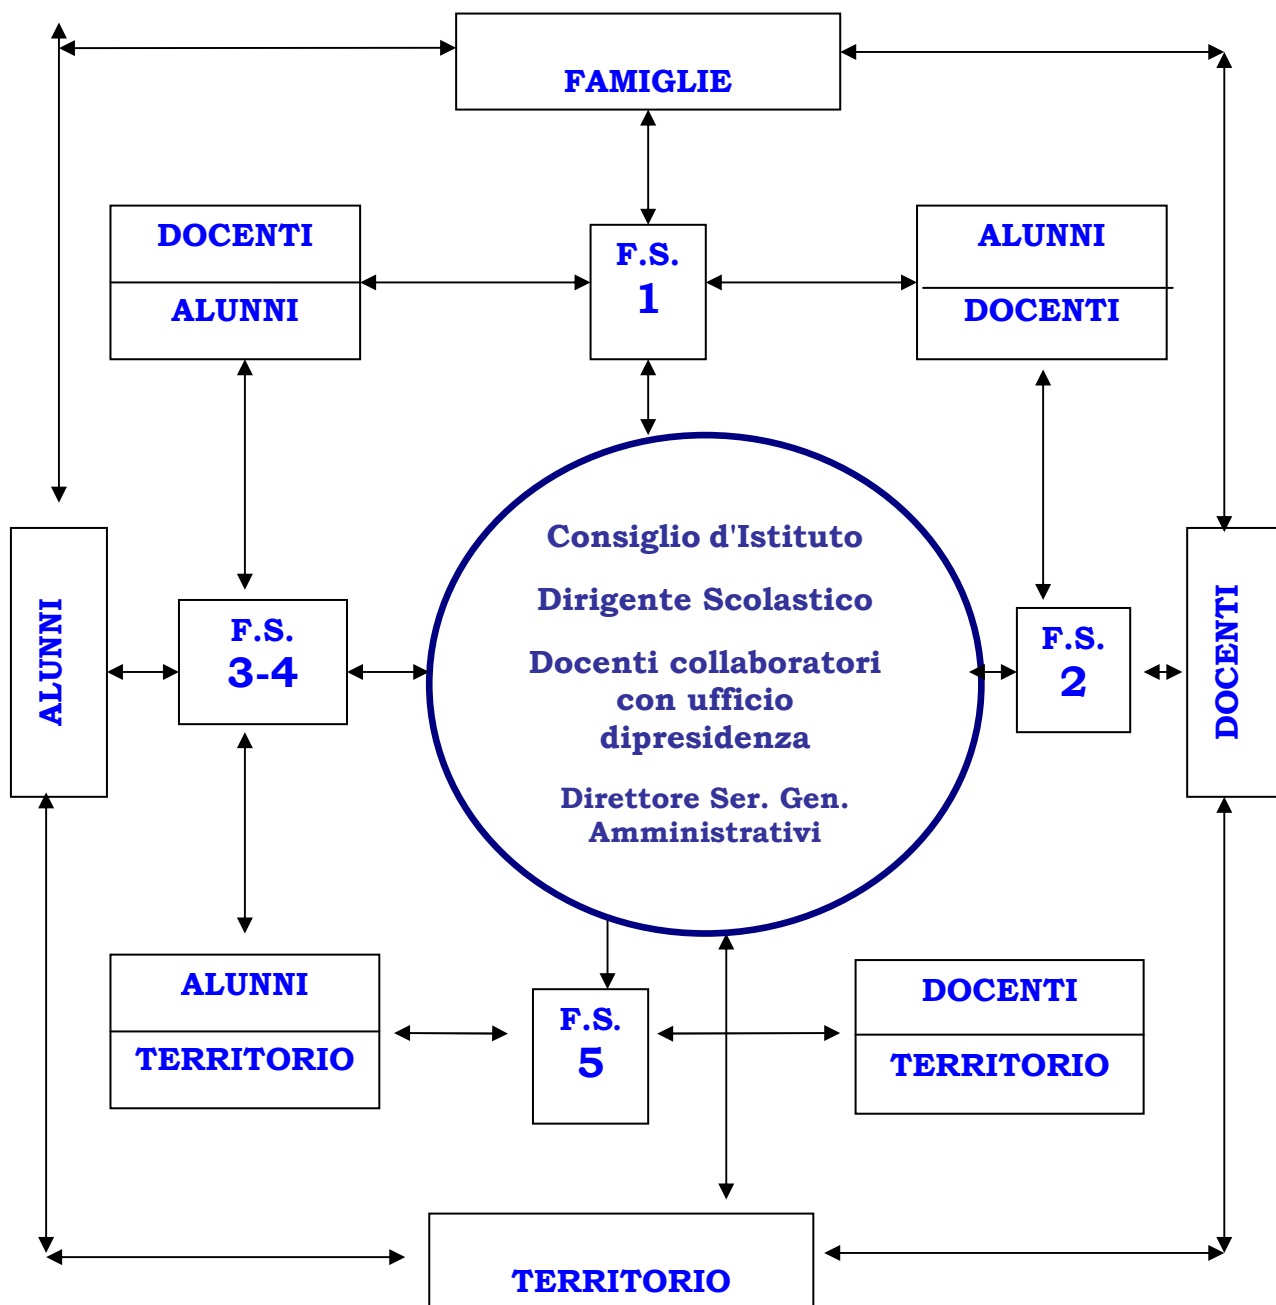 FAMIGLIE
DOCENTI
ALUNNI
F.S.
1
ALUNNI
DOCENTI
Consiglio d'Istituto
Dirigente Scolastico
Docenti collaboratori
con ufficio
dipresidenza
Direttore Ser. Gen.
Amministrativi
ALUNNI
F.S.
3-4
F.S.
2
DOCENTI
ALUNNI
TERRITORIO
F.S.
5
DOCENTI
TERRITORIO
TERRITORIO